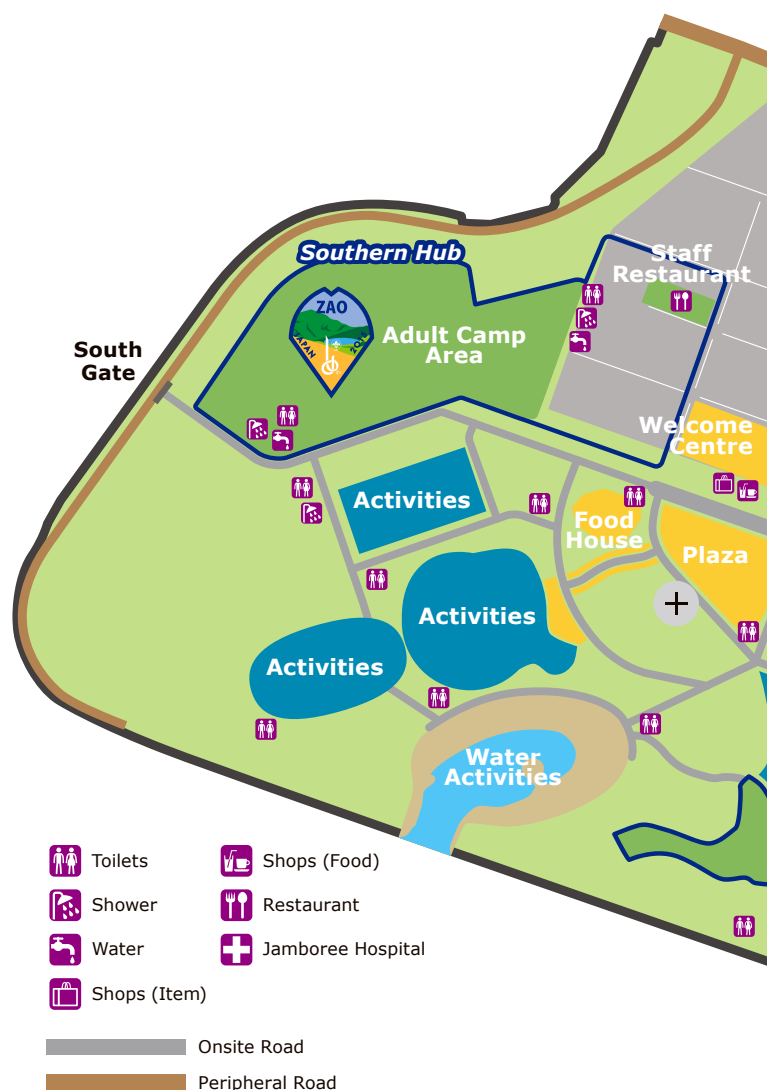 Southern Hub
Staff
Restaurant
ZAO
JAPAN
2015
Adult Camp
Area
South
Gate
Welcome
Centre
Activities
Food
House
Plaza
Activities
Activities
Water
Activities
Toilets
Shops (Food)
Shower
Restaurant
Water
Jamboree Hospital
Shops (Item)
Onsite Road
Peripheral Road